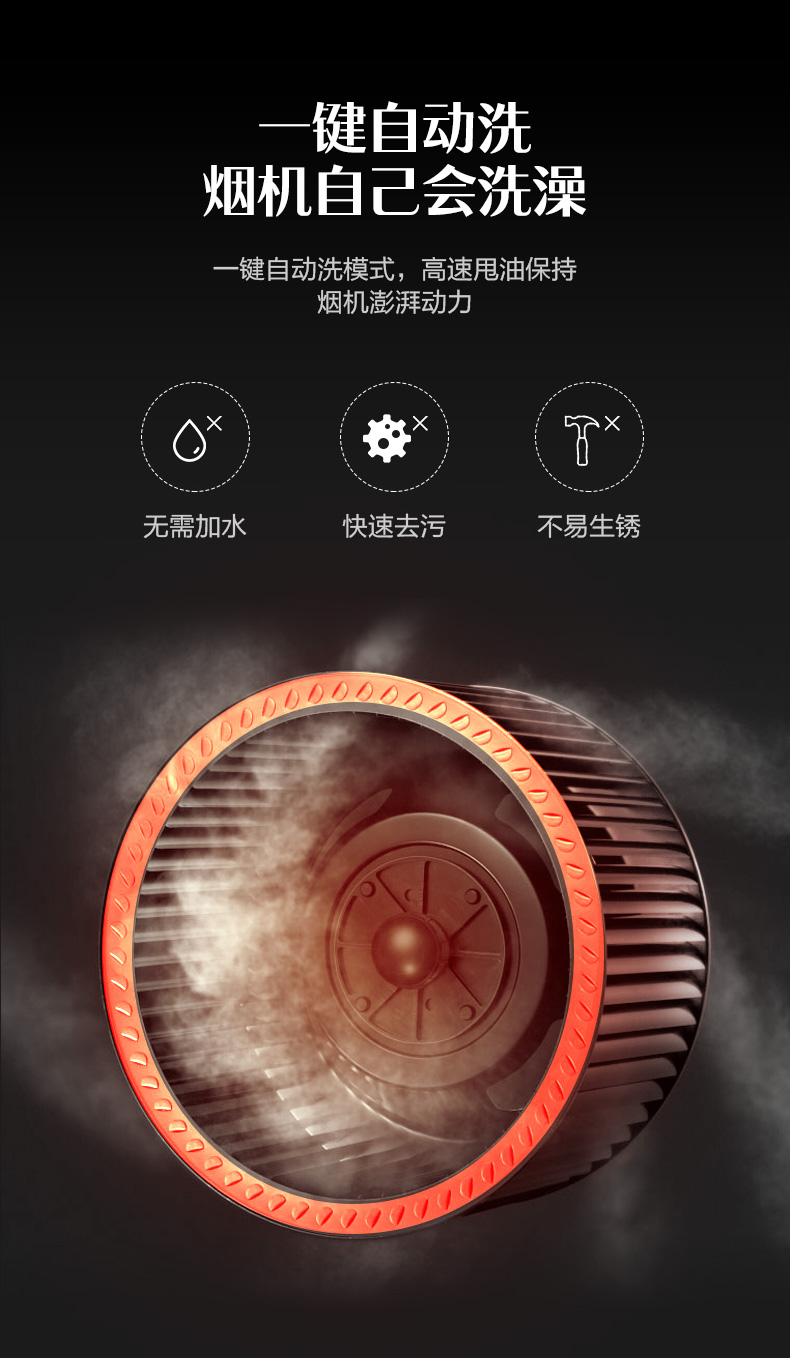 一键自动洗
烟机自己会洗澡
一键自动洗模式，高速甩油保持
烟机澎湃动力
无需加水
快速去污
不易生锈